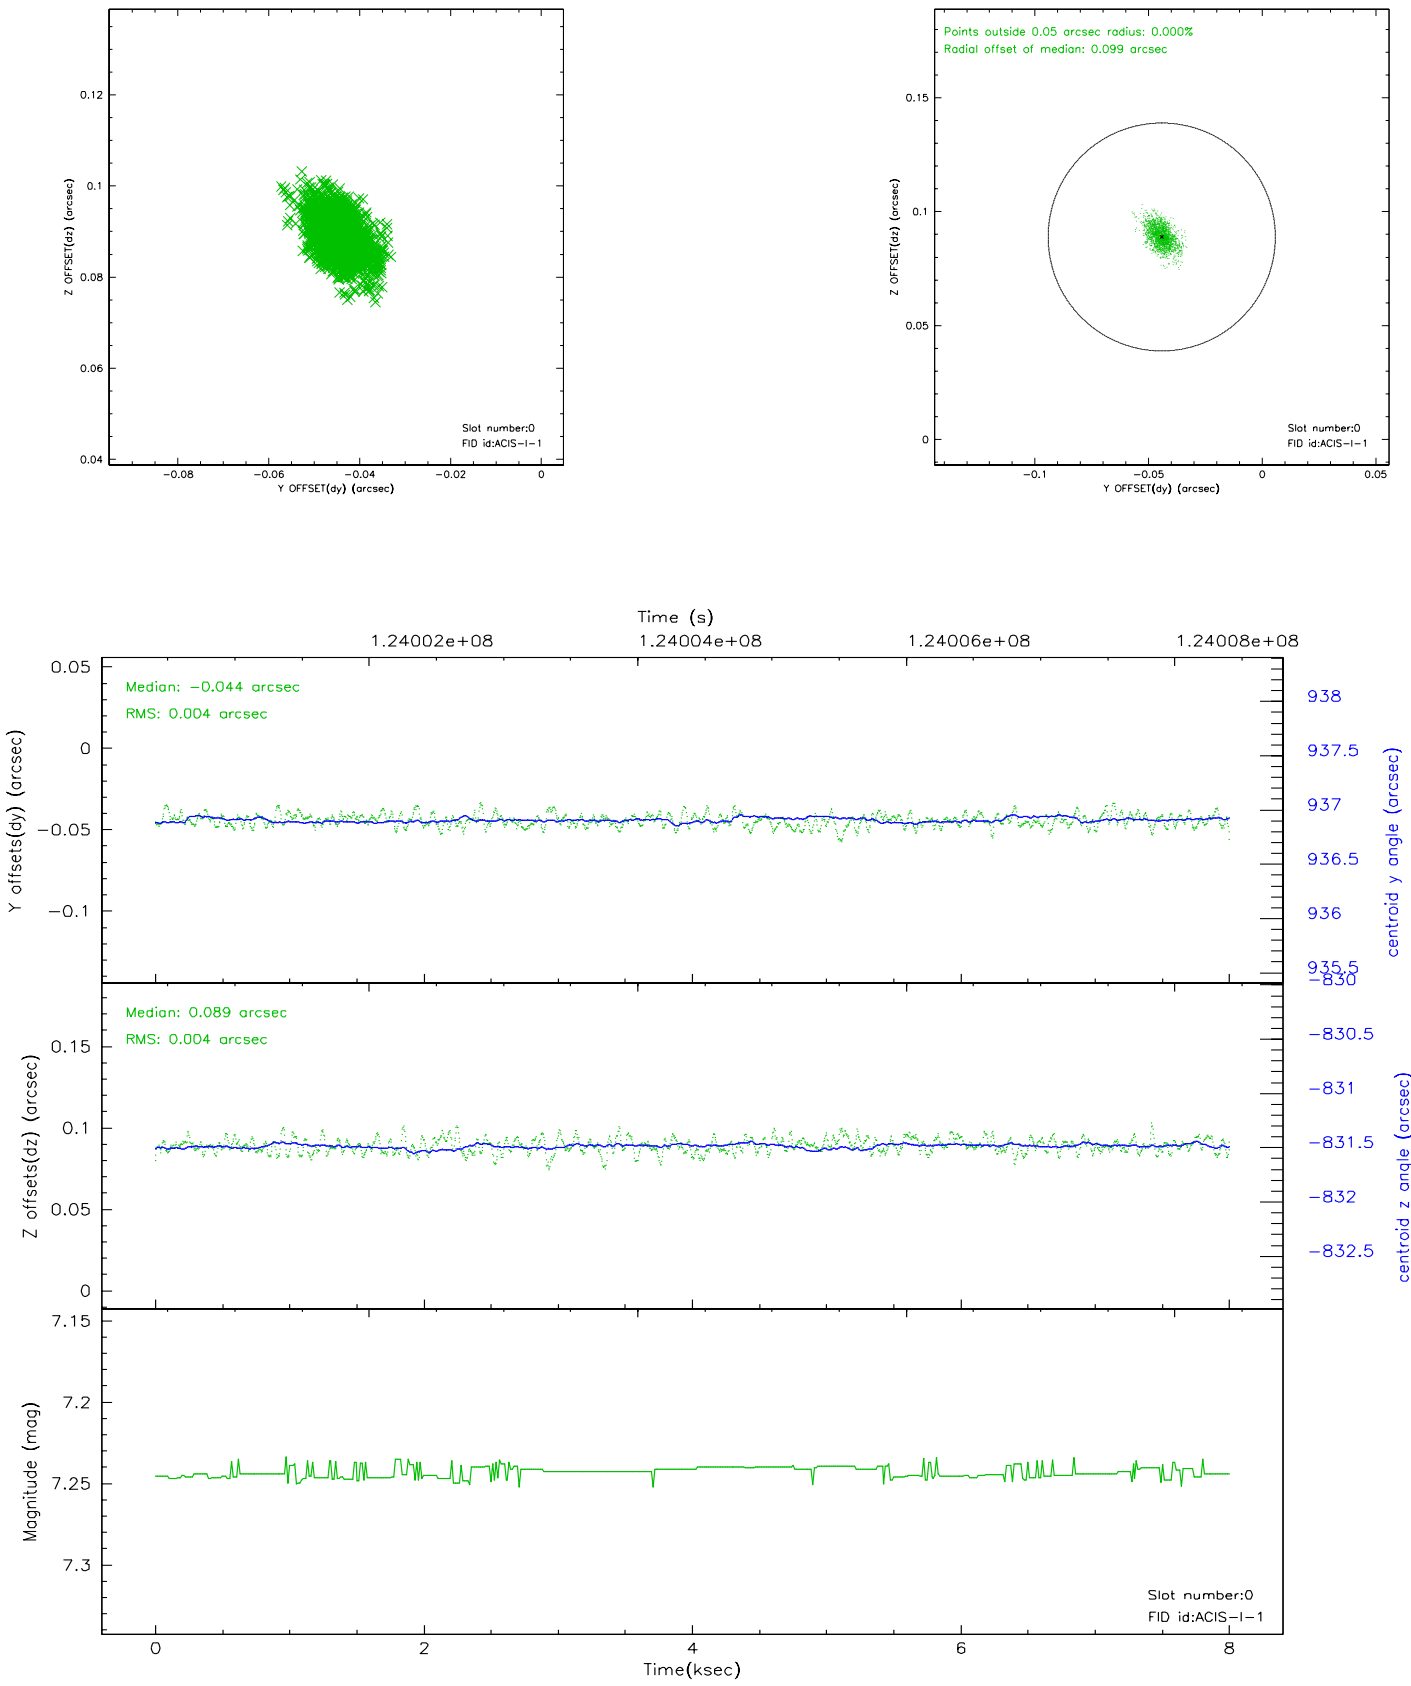 0.12
0.1
0.08
0.06
0.04
Z OFFSET(dz) (arcsec)
-0.08 -0.06 -0.04 -0.02 0
Y OFFSET(dy) (arcsec)
Slot number:0
FID id:ACIS-I-1
Points outside 0.05 arcsec radius: 0.000%
Radial offset of median: 0.099 arcsec
0.15
0.1
0.05
0
Z OFFSET(dz) (arcsec)
-0.1 -0.05 0 0.05
Y OFFSET(dy) (arcsec)
Slot number:0
FID id:ACIS-I-1
Time (s)
1.24002e+08 1.24004e+08 1.24006e+08 1.24008e+08
Median: -0.044 arcsec
RMS: 0.004 arcsec
0.05
0
-0.05
-0.1
Y offsets(dy) (arcsec)
938
937.5
937
936.5
936
935.5
centroid y angle (arcsec)
Median: 0.089 arcsec
RMS: 0.004 arcsec
0.15
0.1
0.05
0
Z offsets(dz) (arcsec)
-830
-830.5
-831
-831.5
-832
-832.5
centroid z angle (arcsec)
7.15
7.2
7.25
7.3
Magnitude (mag)
Slot number:0
FID id:ACIS-I-1
0 2 4 6 8
Time(ksec)